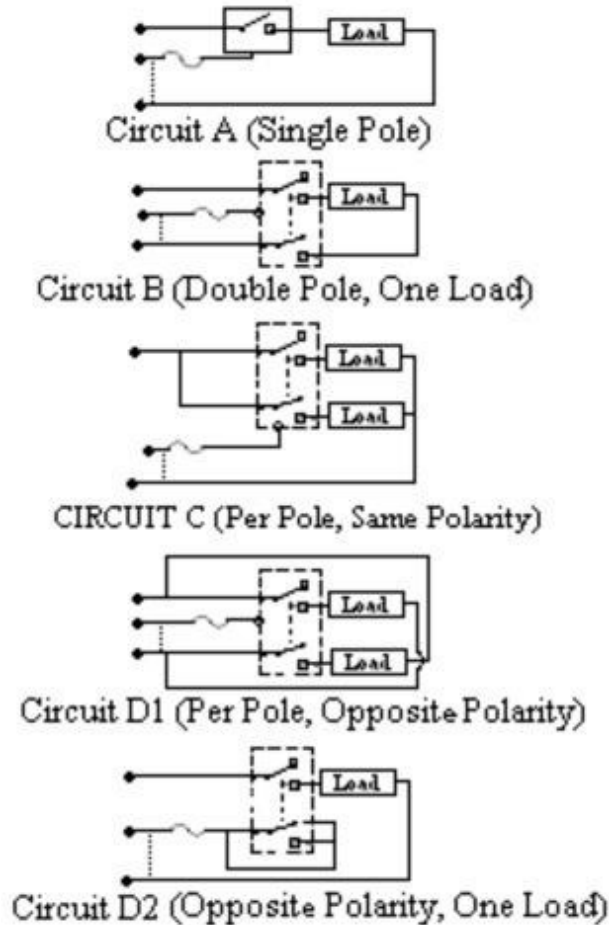 Load
Circuit A (Single Pole)
Load
Circuit B (Double Pole, One Load)
Load
Load
CIRCUIT C (Per Pole, Same Polarity)
Load
Load
Circuit D1 (Per Pole, Opposite Polarity)
Load
Circuit D2 (Opposite Polarity, One Load)